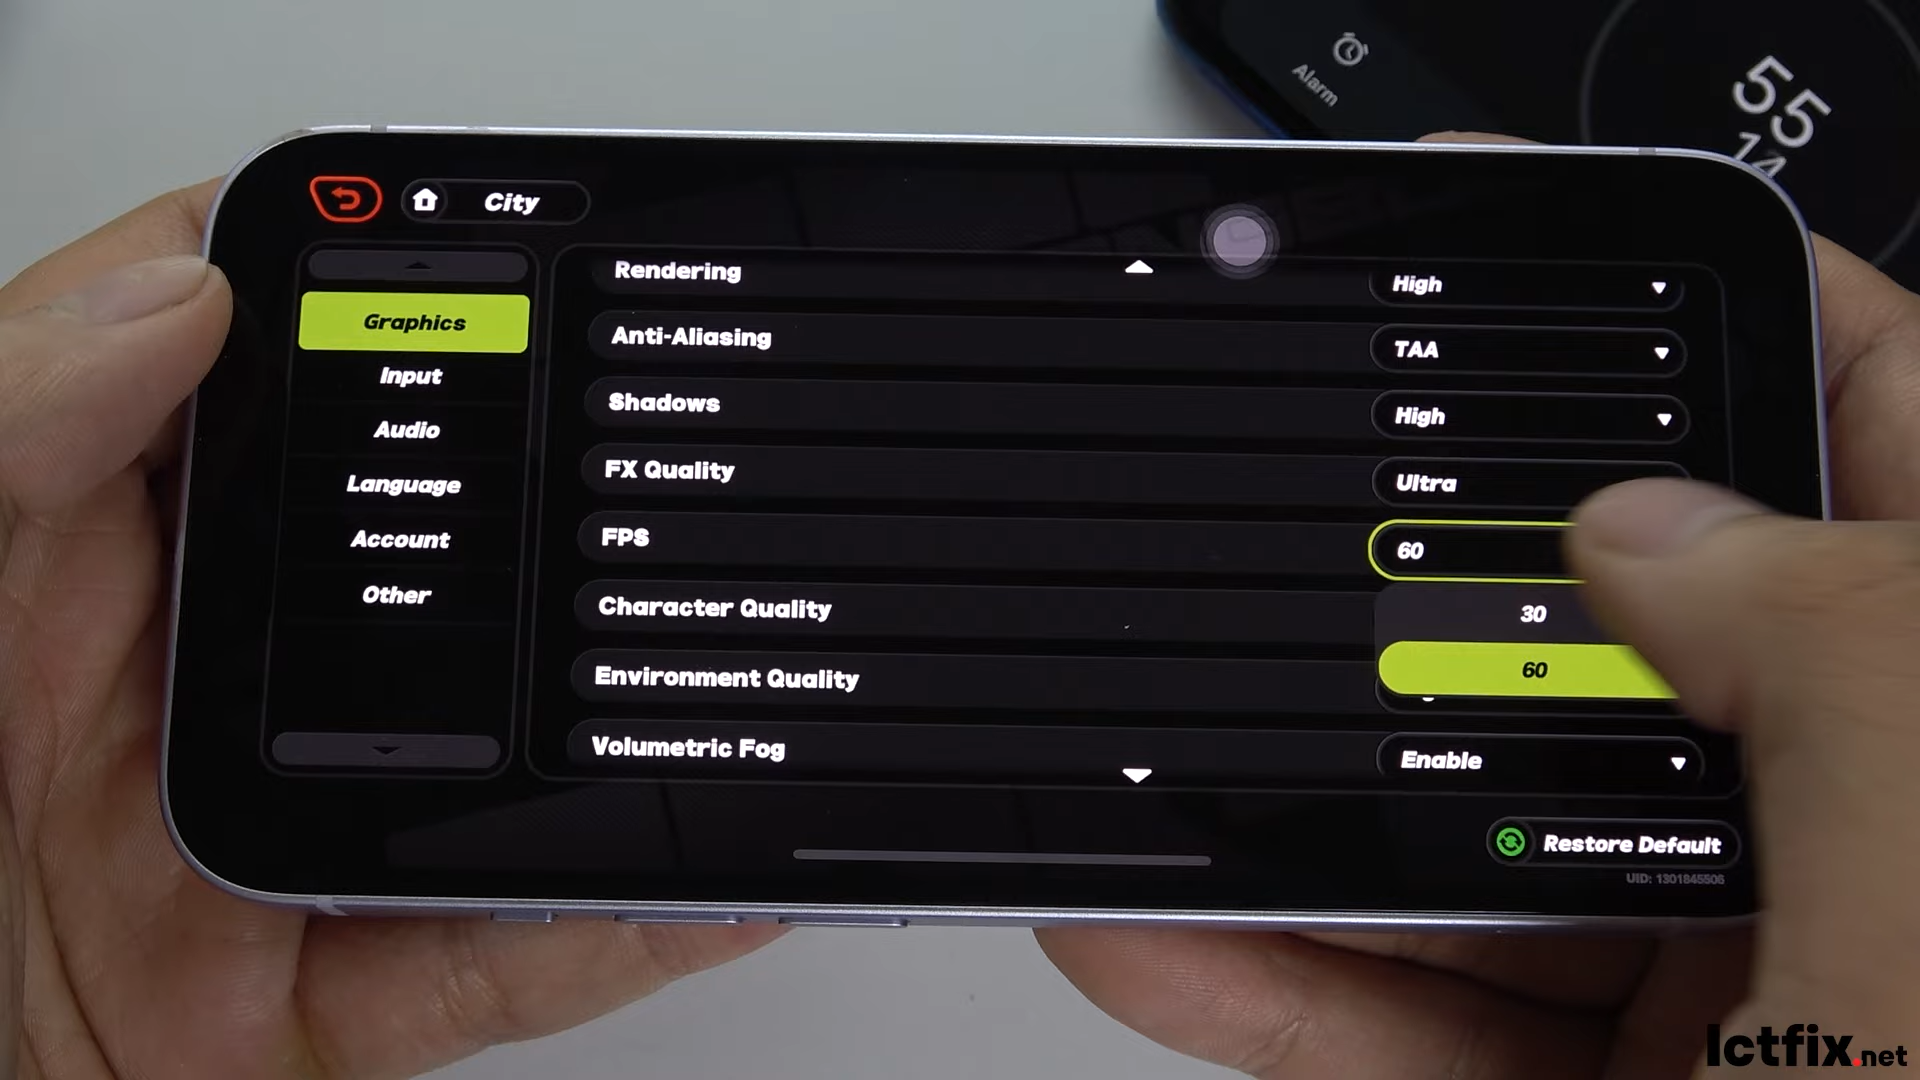 Alarm
55
14
City
Graphics
Input
Audio
Language
Account
Other
Rendering
High
Anti-Aliasing
TAA
Shadows
High
FX Quality
Ultra
FPS
60
30
60
Character Quality
Environment Quality
Volumetric Fog
Enable
Restore Default
UID: 1301845506
Ictfix.net